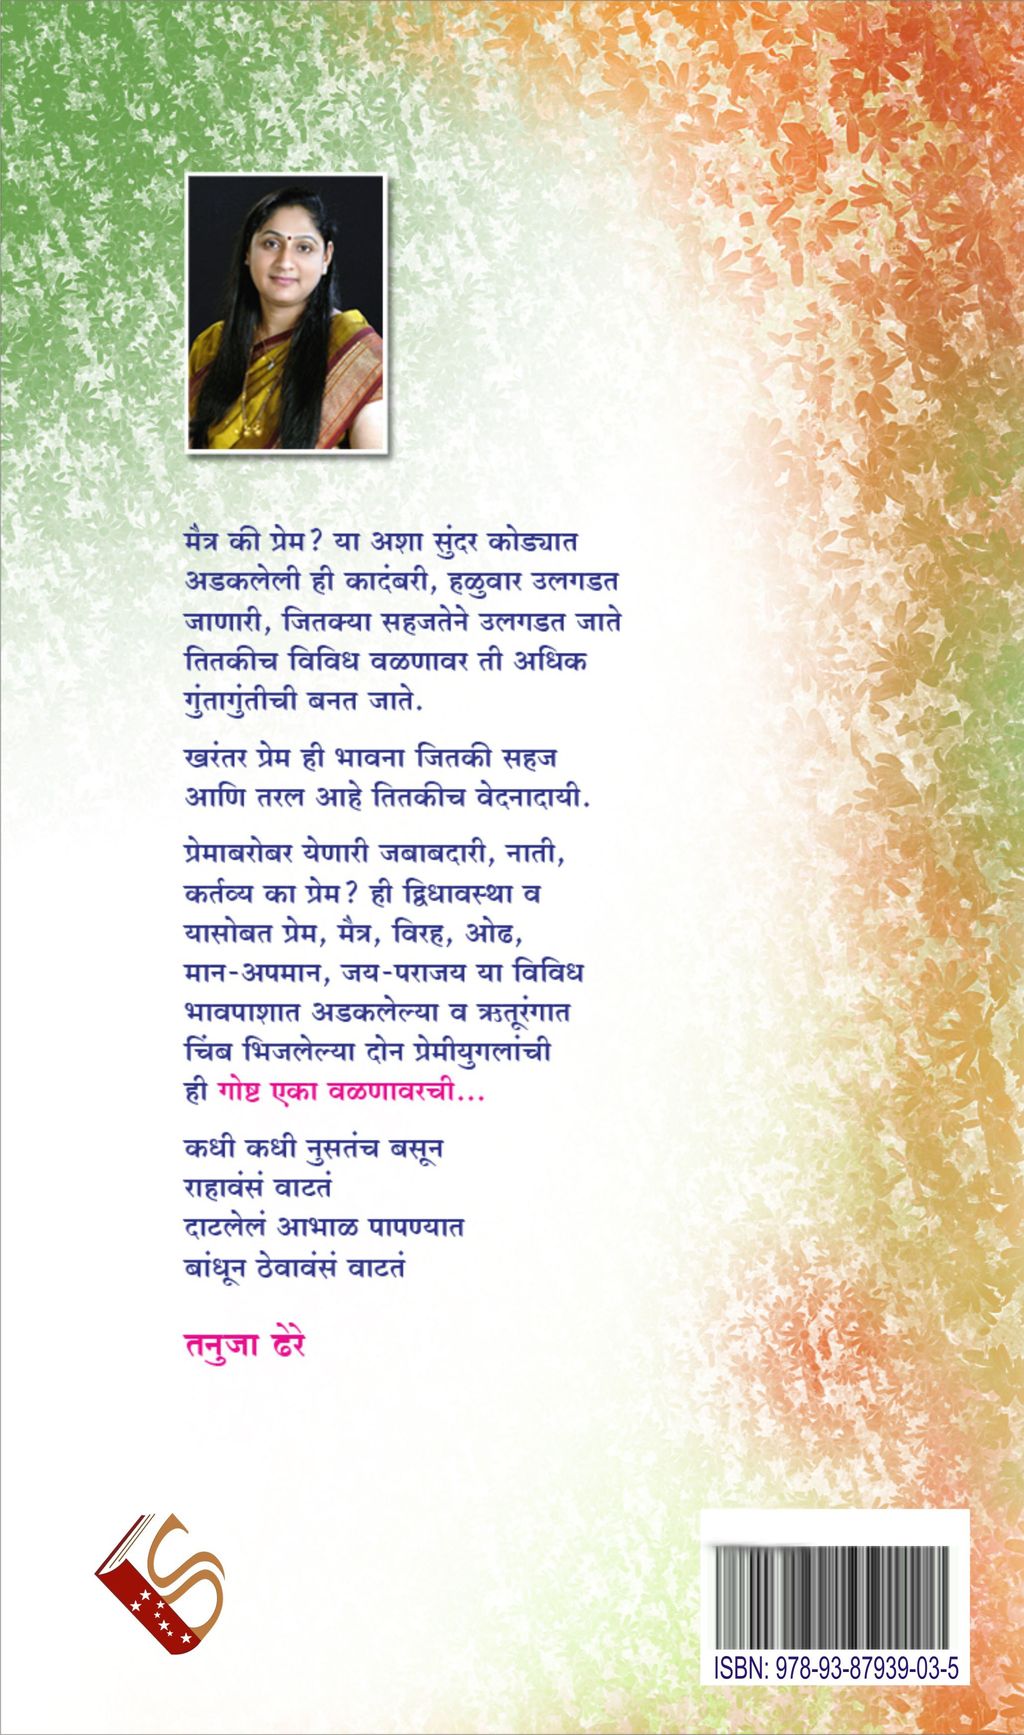 मैत्र की प्रेम? या अशा सुंदर कोड्यात
अडकलेली ही कादंबरी, हळुवार उलगडत
जाणारी, जितक्या सहजतेने उलगडत जाते
तितकीच विविध वळणावर ती अधिक
गुंतागुंतीची बनत जाते.
खरंतर प्रेम ही भावना जितकी सहज
आणि तरल आहे तितकीच वेदनादायी.
प्रेमाबरोबर येणारी जबाबदारी, नाती,
कर्तव्य का प्रेम? ही द्विधावस्था व
यासोबत प्रेम, मैत्र, विरह, ओढ,
मान-अपमान, जय-पराजय या विविध
भावपाशात अडकलेल्या व ऋतूरंगात
चिंब भिजलेल्या दोन प्रेमीयुगलांची
ही गोष्ट एका वळणावरची...
कधी कधी नुसतंच बसून
राहावंसं वाटतं
दाटलेलं आभाळ पापण्यात
बांधून ठेवावंसं वाटतं
तनुजा ढेरे
S
ISBN: 978-93-87939-03-5